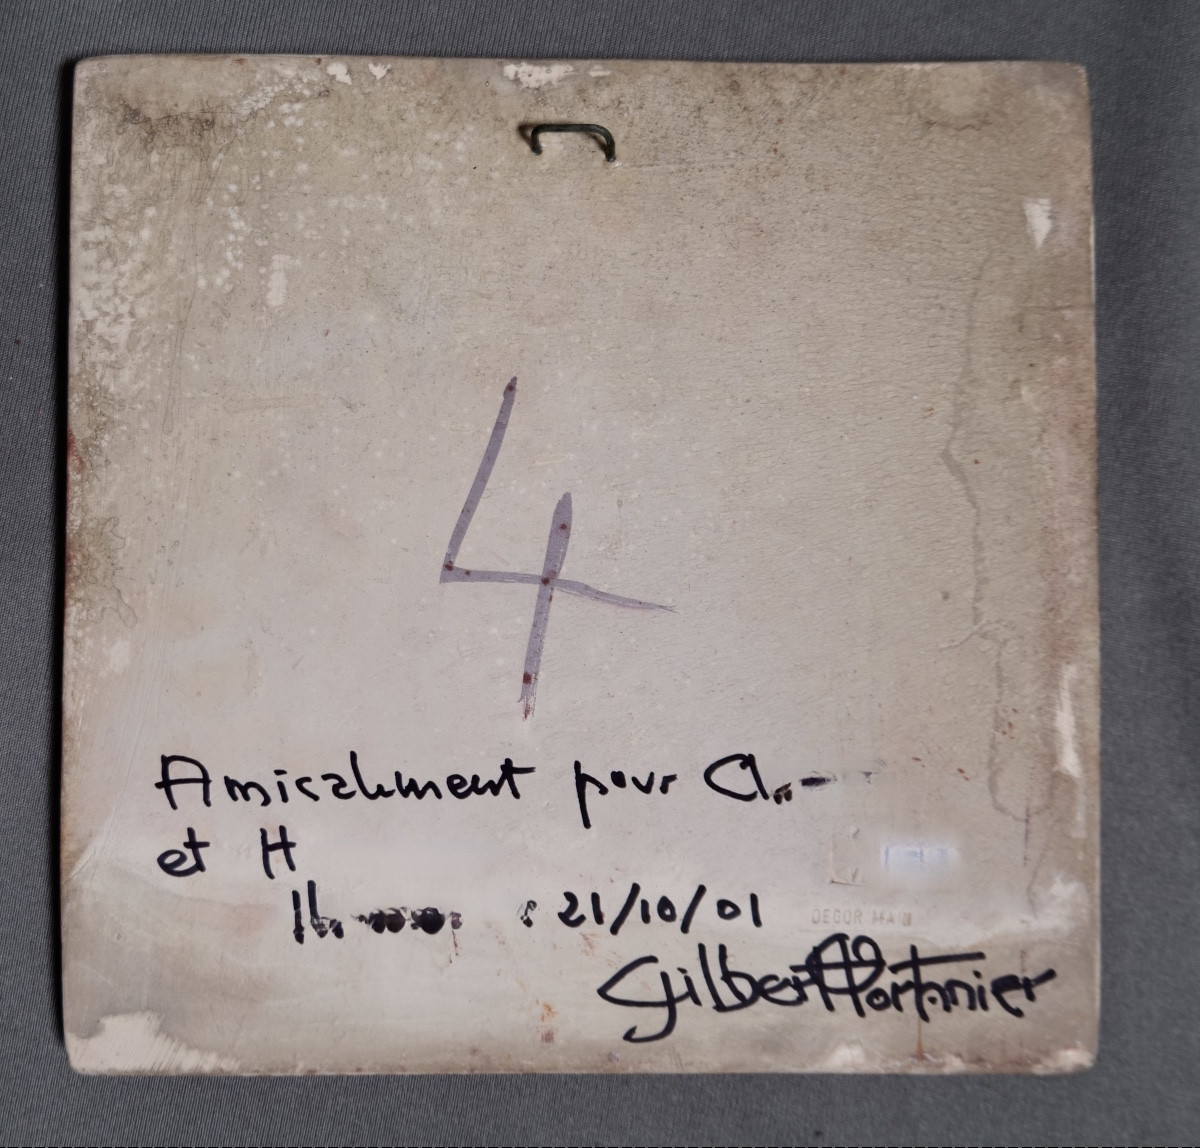 4
Amicalement pour
et H
: 21/10/01
DECOR MAIN
Gilbert Portanier